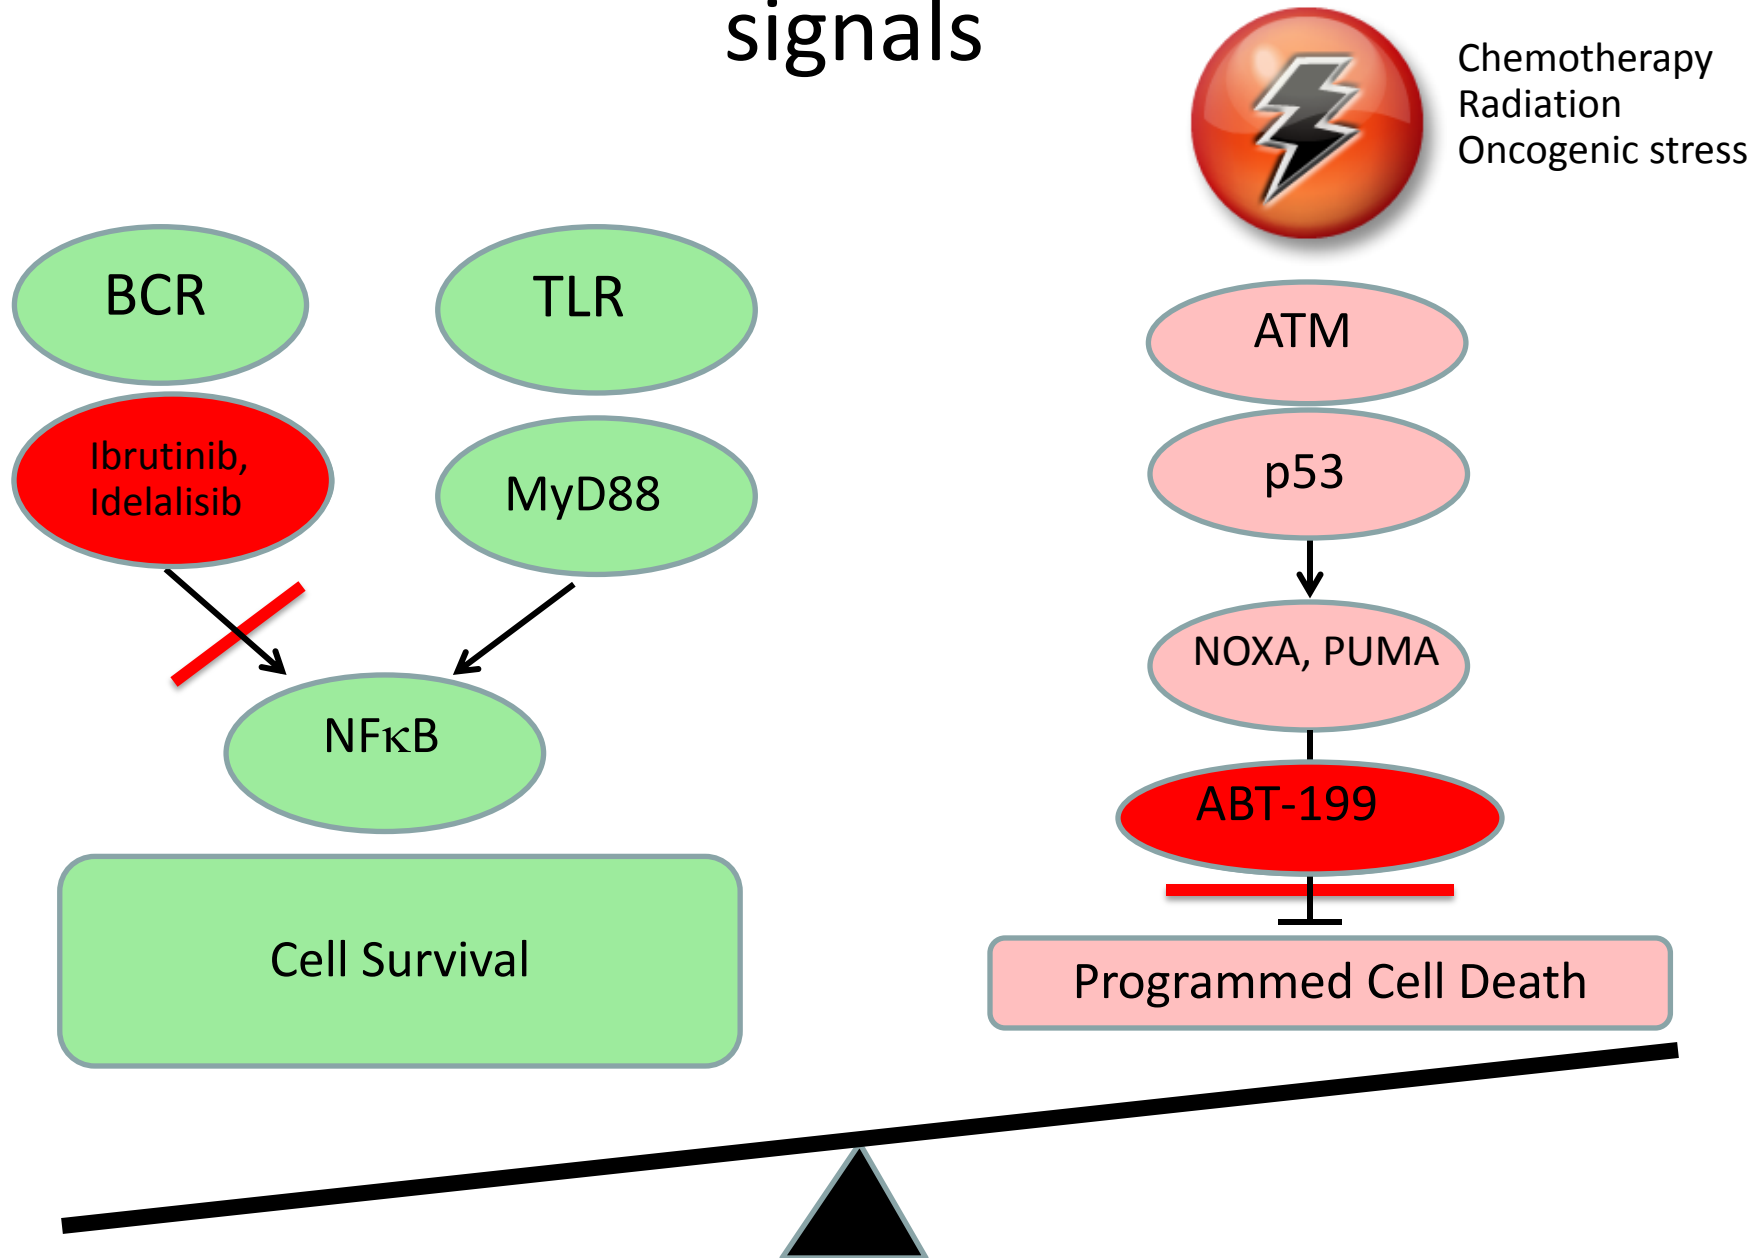 signals
Chemotherapy
Radiation
Oncogenic stress
BCR
TLR
ATM
Ibrutinib,
Idelalisib
MyD88
p53
NFκB
NOXA, PUMA
ABT-199
Cell Survival
Programmed Cell Death